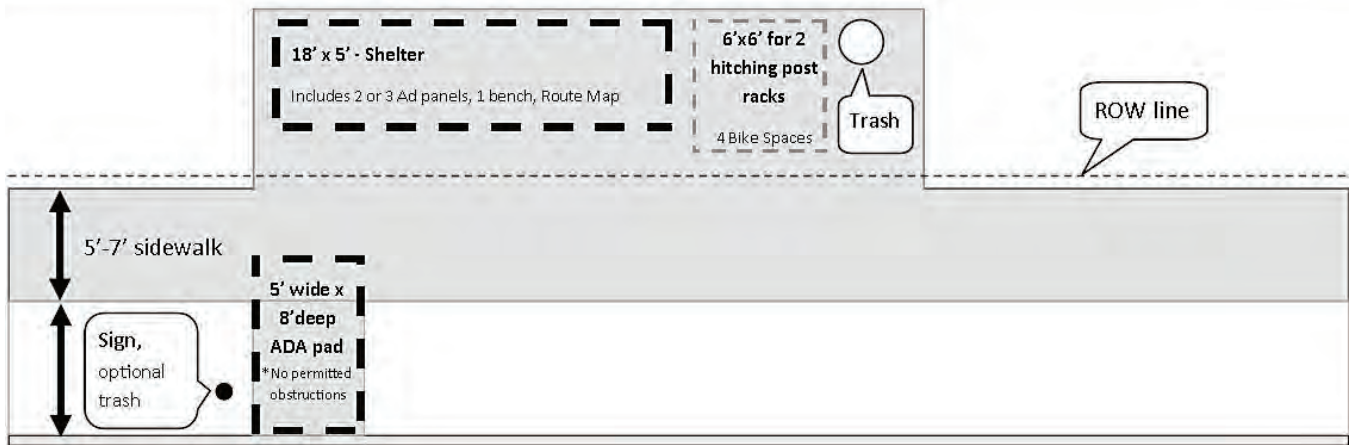 18' x 5' - Shelter
Includes 2 or 3 Ad panels, 1 bench, Route Map
6'x6' for 2
hitching post
racks
4 Bike Spaces
Trash
ROW line
5'-7' sidewalk
5' wide x
8'deep
ADA pad
*No permitted
obstructions
Sign,
optional
trash